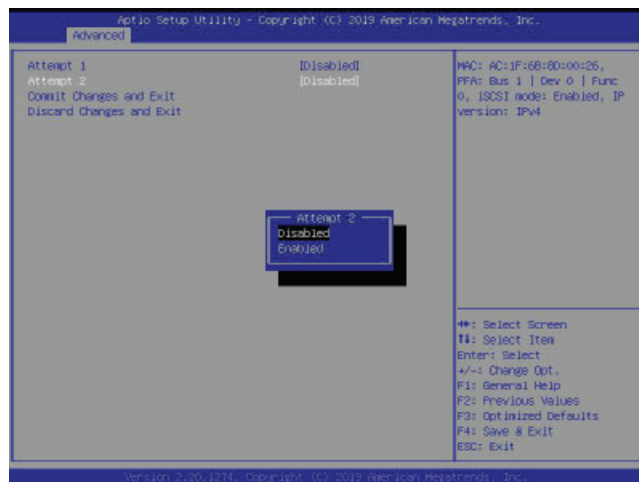 Aptio Setup Utility - Copyright (C) 2019 American Megatrends, Inc.
Advanced
Attempt 1 [Disabled]
Attempt 2 [Disabled]
Commit Changes and Exit
Discard Changes and Exit
MAC: AC:1F:6B:8D:00:26,
PFA: Bus 1 | Dev 0 | Func
0, iSCSI mode: Enabled, IP
version: IPv4
Attempt 2
Disabled
Enabled
↔: Select Screen
↑↓: Select Item
Enter: Select
+/-: Change Opt.
F1: General Help
F2: Previous Values
F3: Optimized Defaults
F4: Save & Exit
ESC: Exit
Version 2.20.1274. Copyright (C) 2019 American Megatrends, Inc.